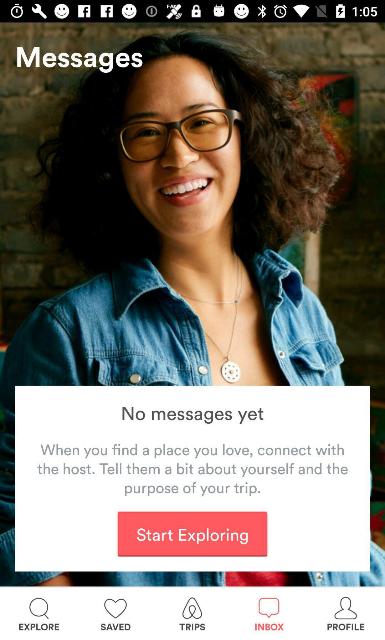 1:05
Messages
No messages yet
When you find a place you love, connect with
the host. Tell them a bit about yourself and the
purpose of your trip.
Start Exploring
EXPLORE SAVED TRIPS INBOX PROFILE